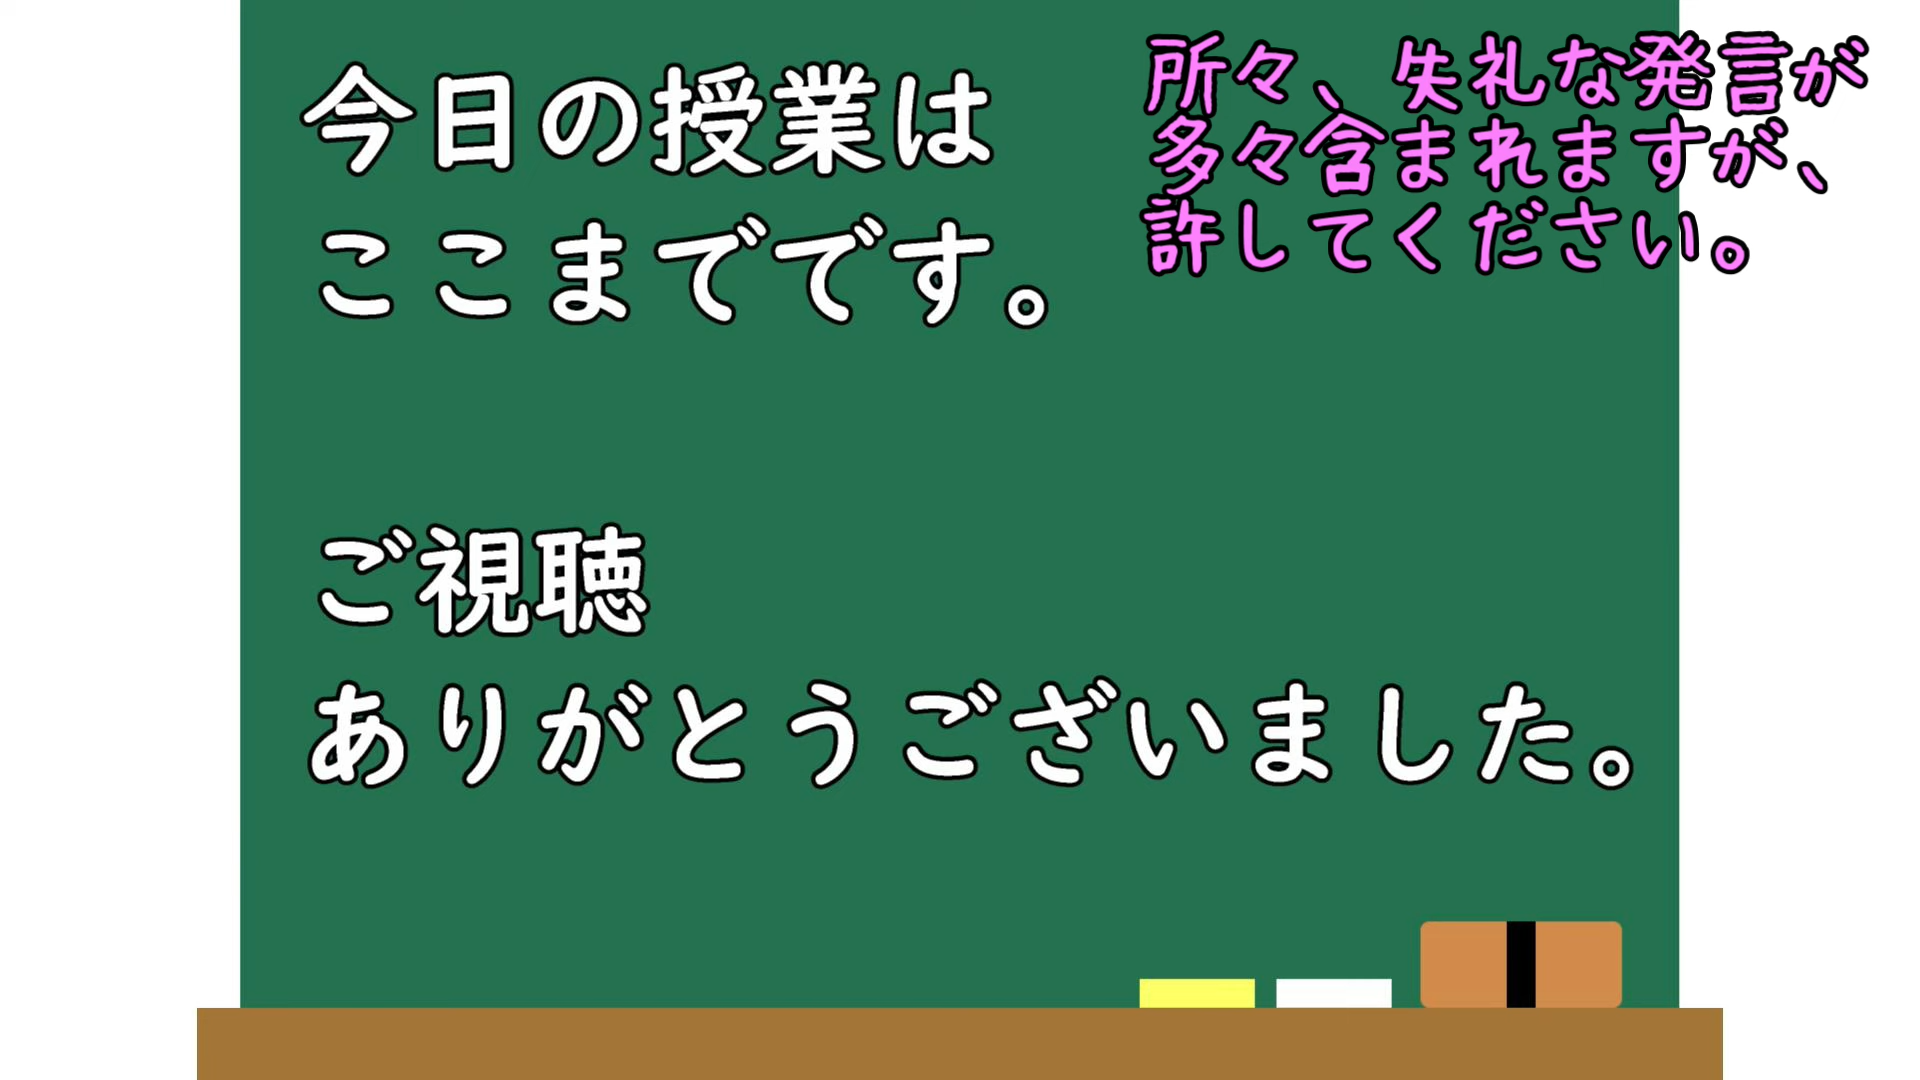 今日の授業は
ここまでです。
所々、失礼な発言が
多々含まれますが、
許してください。
ご視聴
ありがとうございました。